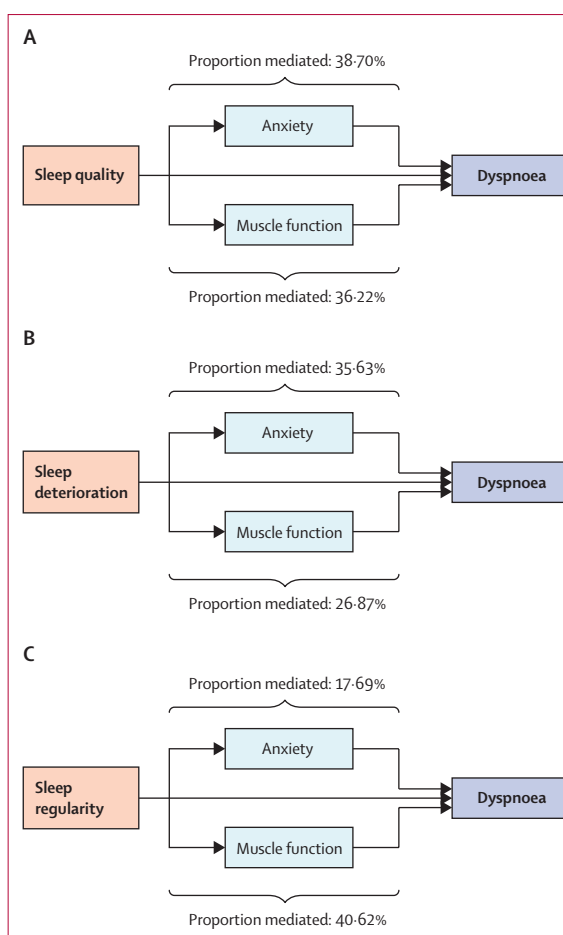 A
Proportion mediated: 38·70%
Anxiety
Sleep quality
Dyspnoea
Muscle function
Proportion mediated: 36·22%
B
Proportion mediated: 35·63%
Anxiety
Sleep
deterioration
Dyspnoea
Muscle function
Proportion mediated: 26·87%
C
Proportion mediated: 17·69%
Anxiety
Sleep
regularity
Dyspnoea
Muscle function
Proportion mediated: 40·62%